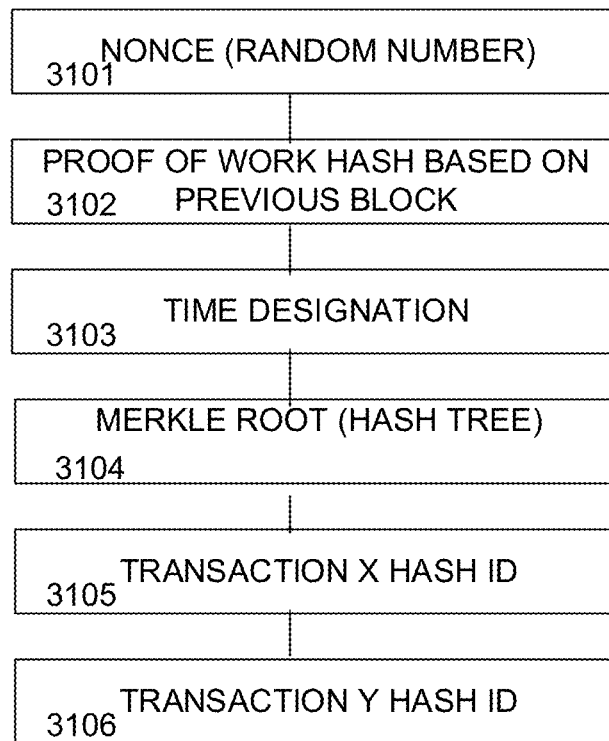 NONCE (RANDOM NUMBER)
3101
PROOF OF WORK HASH BASED ON
3102 PREVIOUS BLOCK
TIME DESIGNATION
3103
MERKLE ROOT (HASH TREE)
3104
TRANSACTION X HASH ID
3105
TRANSACTION Y HASH ID
3106